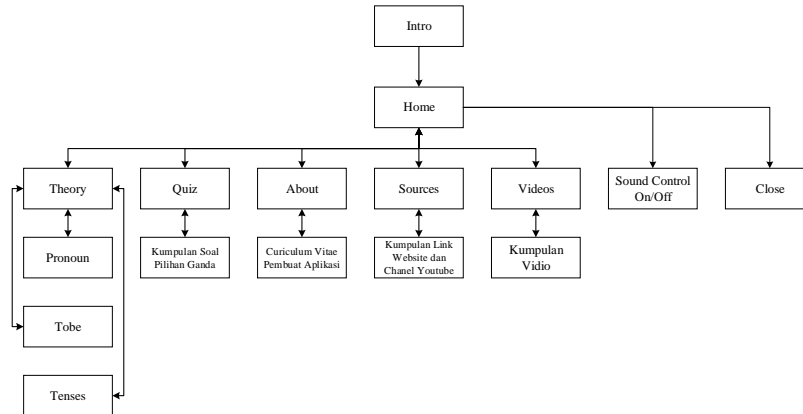 Intro
Home
Theory
Quiz
About
Sources
Videos
Sound Control
On/Off
Close
Pronoun
Kumpulan Soal
Pilihan Ganda
Curiculum Vitae
Pembuat Aplikasi
Kumpulan Link
Website dan
Chanel Youtube
Kumpulan
Vidio
Tobe
Tenses